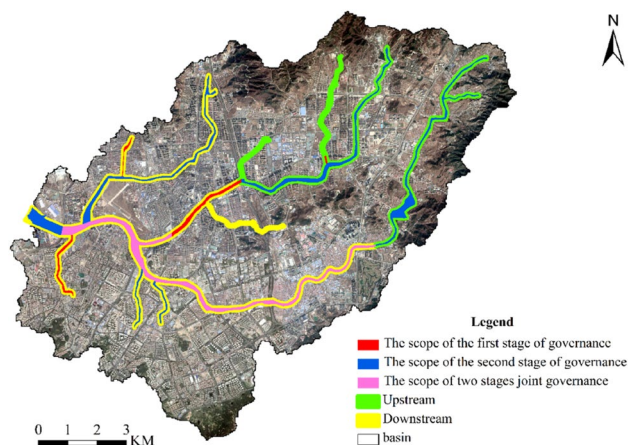 N
Legend
The scope of the first stage of governance
The scope of the second stage of governance
The scope of two stages joint governance
Upstream
Downstream
basin
0 1 2 3
KM